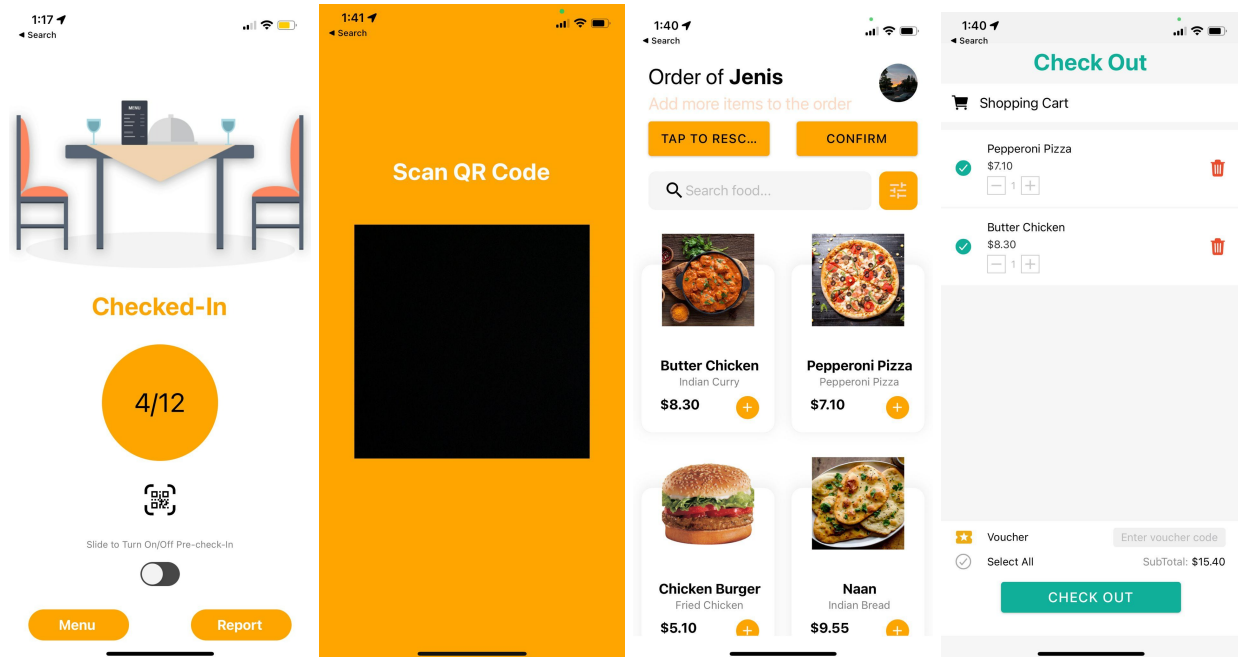 1:17
◄ Search
MENU
Checked-In
4/12
Slide to Turn On/Off Pre-check-In
Menu
Report
1:41
◄ Search
Scan QR Code
1:40
◄ Search
Order of Jenis
Add more items to the order
TAP TO RESC...
CONFIRM
Search food...
Butter Chicken
Indian Curry
$8.30
+
Pepperoni Pizza
Pepperoni Pizza
$7.10
+
Chicken Burger
Fried Chicken
$5.10
+
Naan
Indian Bread
$9.55
+
1:40
◄ Search
Check Out
Shopping Cart
Pepperoni Pizza
$7.10
− 1 +
Butter Chicken
$8.30
− 1 +
Voucher
Enter voucher code
Select All
SubTotal: $15.40
CHECK OUT